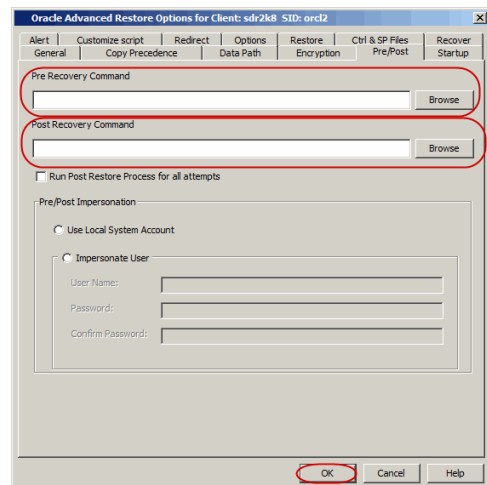 Oracle Advanced Restore Options for Client: sdr2k8 SID: orcl2
Alert Customize script Redirect Options Restore Ctrl & SP Files Recover
General Copy Precedence Data Path Encryption Pre/Post Startup
Pre Recovery Command
Browse
Post Recovery Command
Browse
Run Post Restore Process for all attempts
Pre/Post Impersonation
Use Local System Account
Impersonate User
User Name:
Password:
Confirm Password:
OK Cancel Help